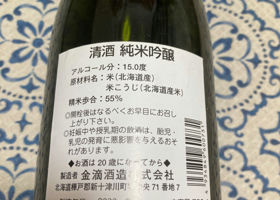 清酒 純米吟醸
アルコール分：15.0度
原材料名：米(北海道産)
米こうじ(北海道産米)
精米歩合：55%
●開栓後はなるべくお早目にお召し
上がりください。
●妊娠中や授乳期の飲酒は、胎児・
乳児の発育に悪影響を与えるおそ
れがあります。
◆お酒は20歳になってから◆
製造者 金滴酒造株式会社
北海道樺戸郡新十津川町字中央71番地7